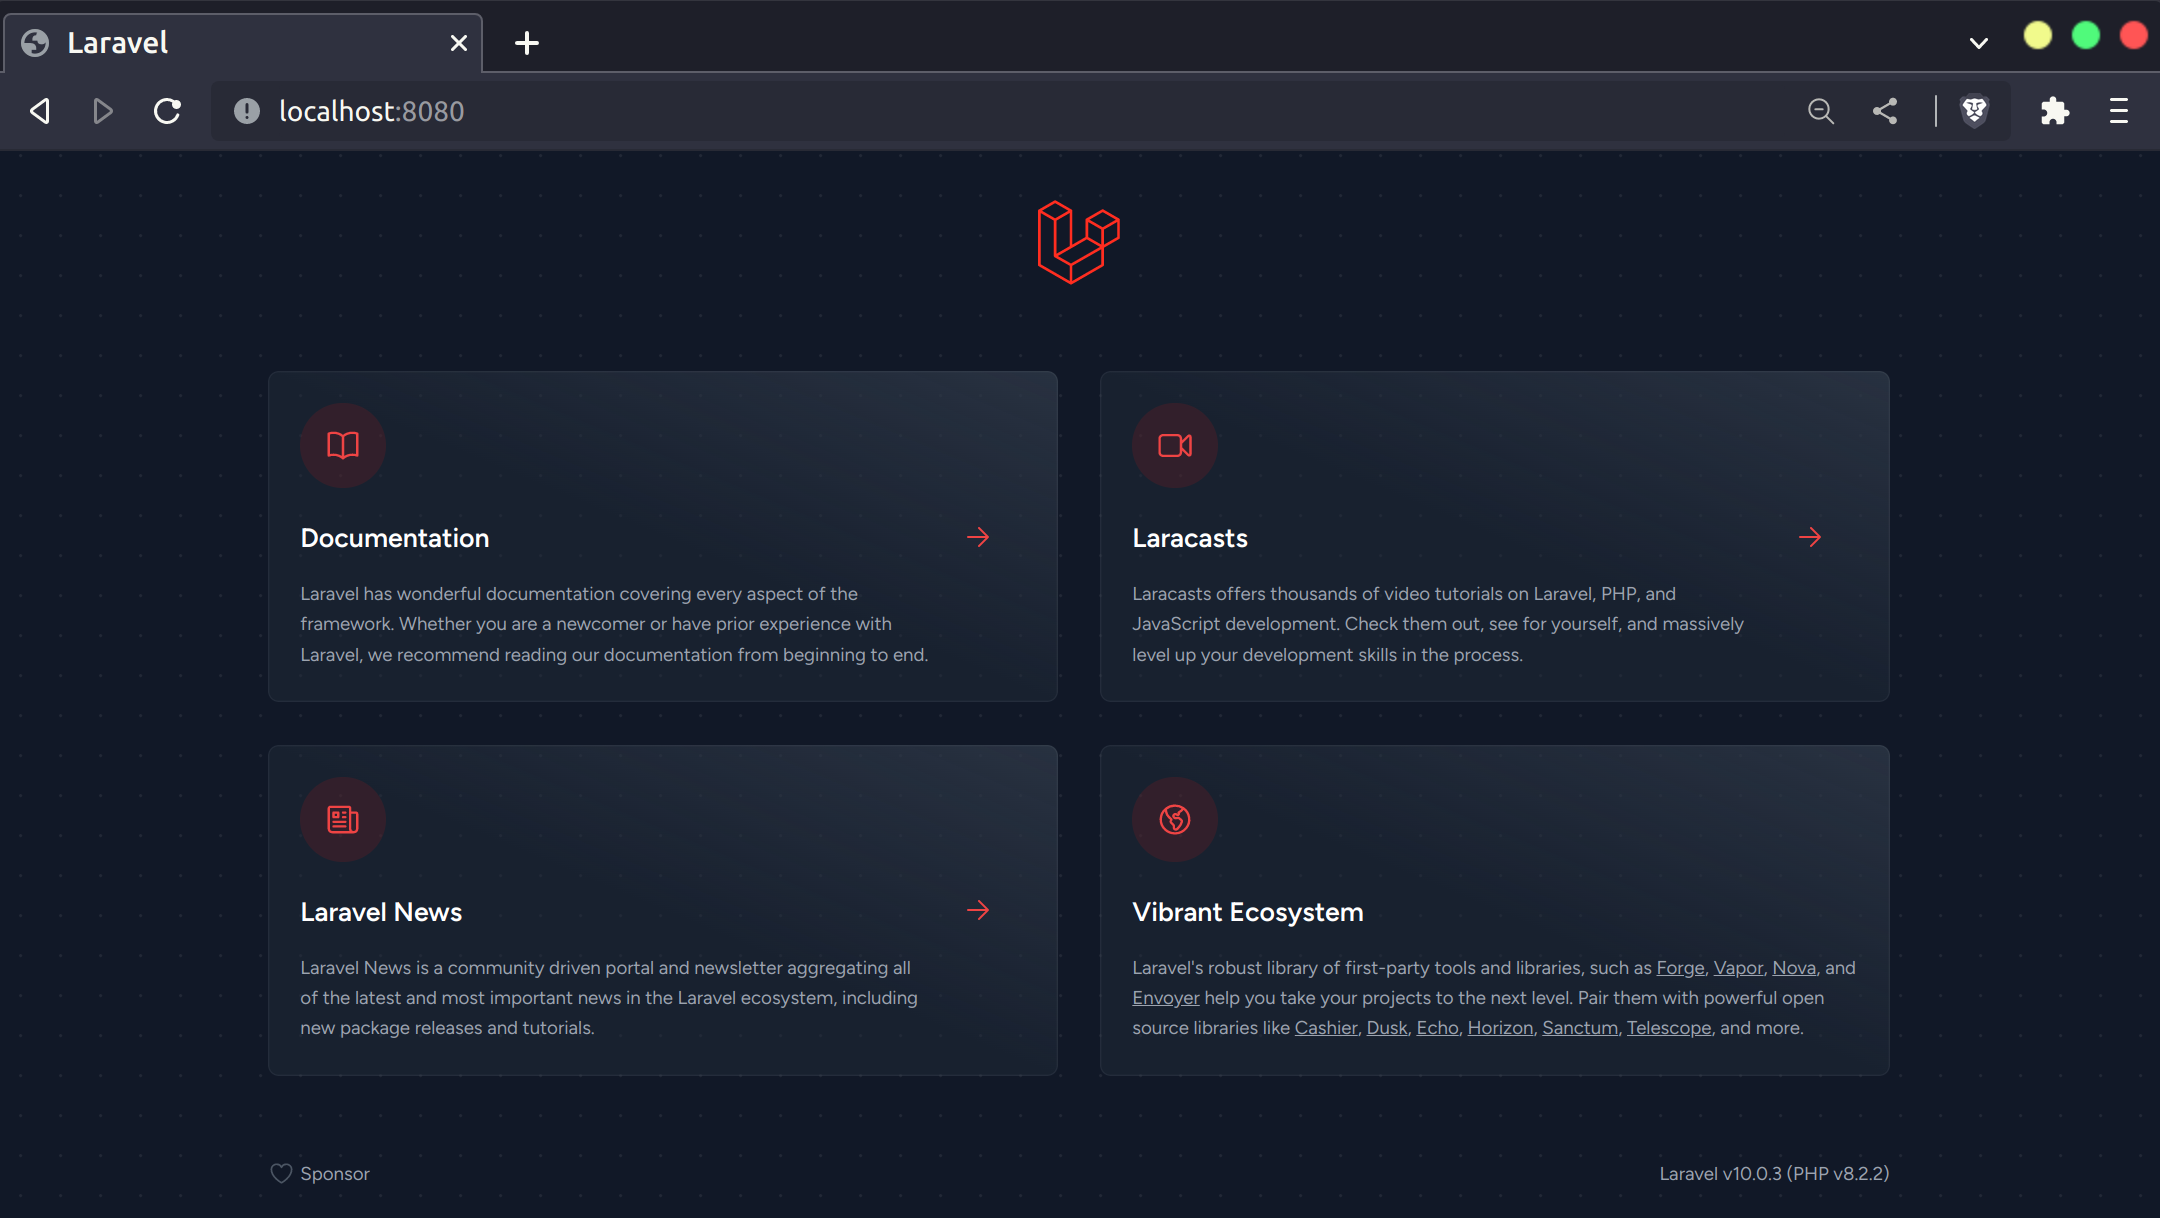 Laravel
localhost:8080
Documentation
Laravel has wonderful documentation covering every aspect of the
framework. Whether you are a newcomer or have prior experience with
Laravel, we recommend reading our documentation from beginning to end.
Laracasts
Laracasts offers thousands of video tutorials on Laravel, PHP, and
JavaScript development. Check them out, see for yourself, and massively
level up your development skills in the process.
Laravel News
Laravel News is a community driven portal and newsletter aggregating all
of the latest and most important news in the Laravel ecosystem, including
new package releases and tutorials.
Vibrant Ecosystem
Laravel's robust library of first-party tools and libraries, such as Forge, Vapor, Nova, and
Envoyer help you take your projects to the next level. Pair them with powerful open
source libraries like Cashier, Dusk, Echo, Horizon, Sanctum, Telescope, and more.
Sponsor
Laravel v10.0.3 (PHP v8.2.2)